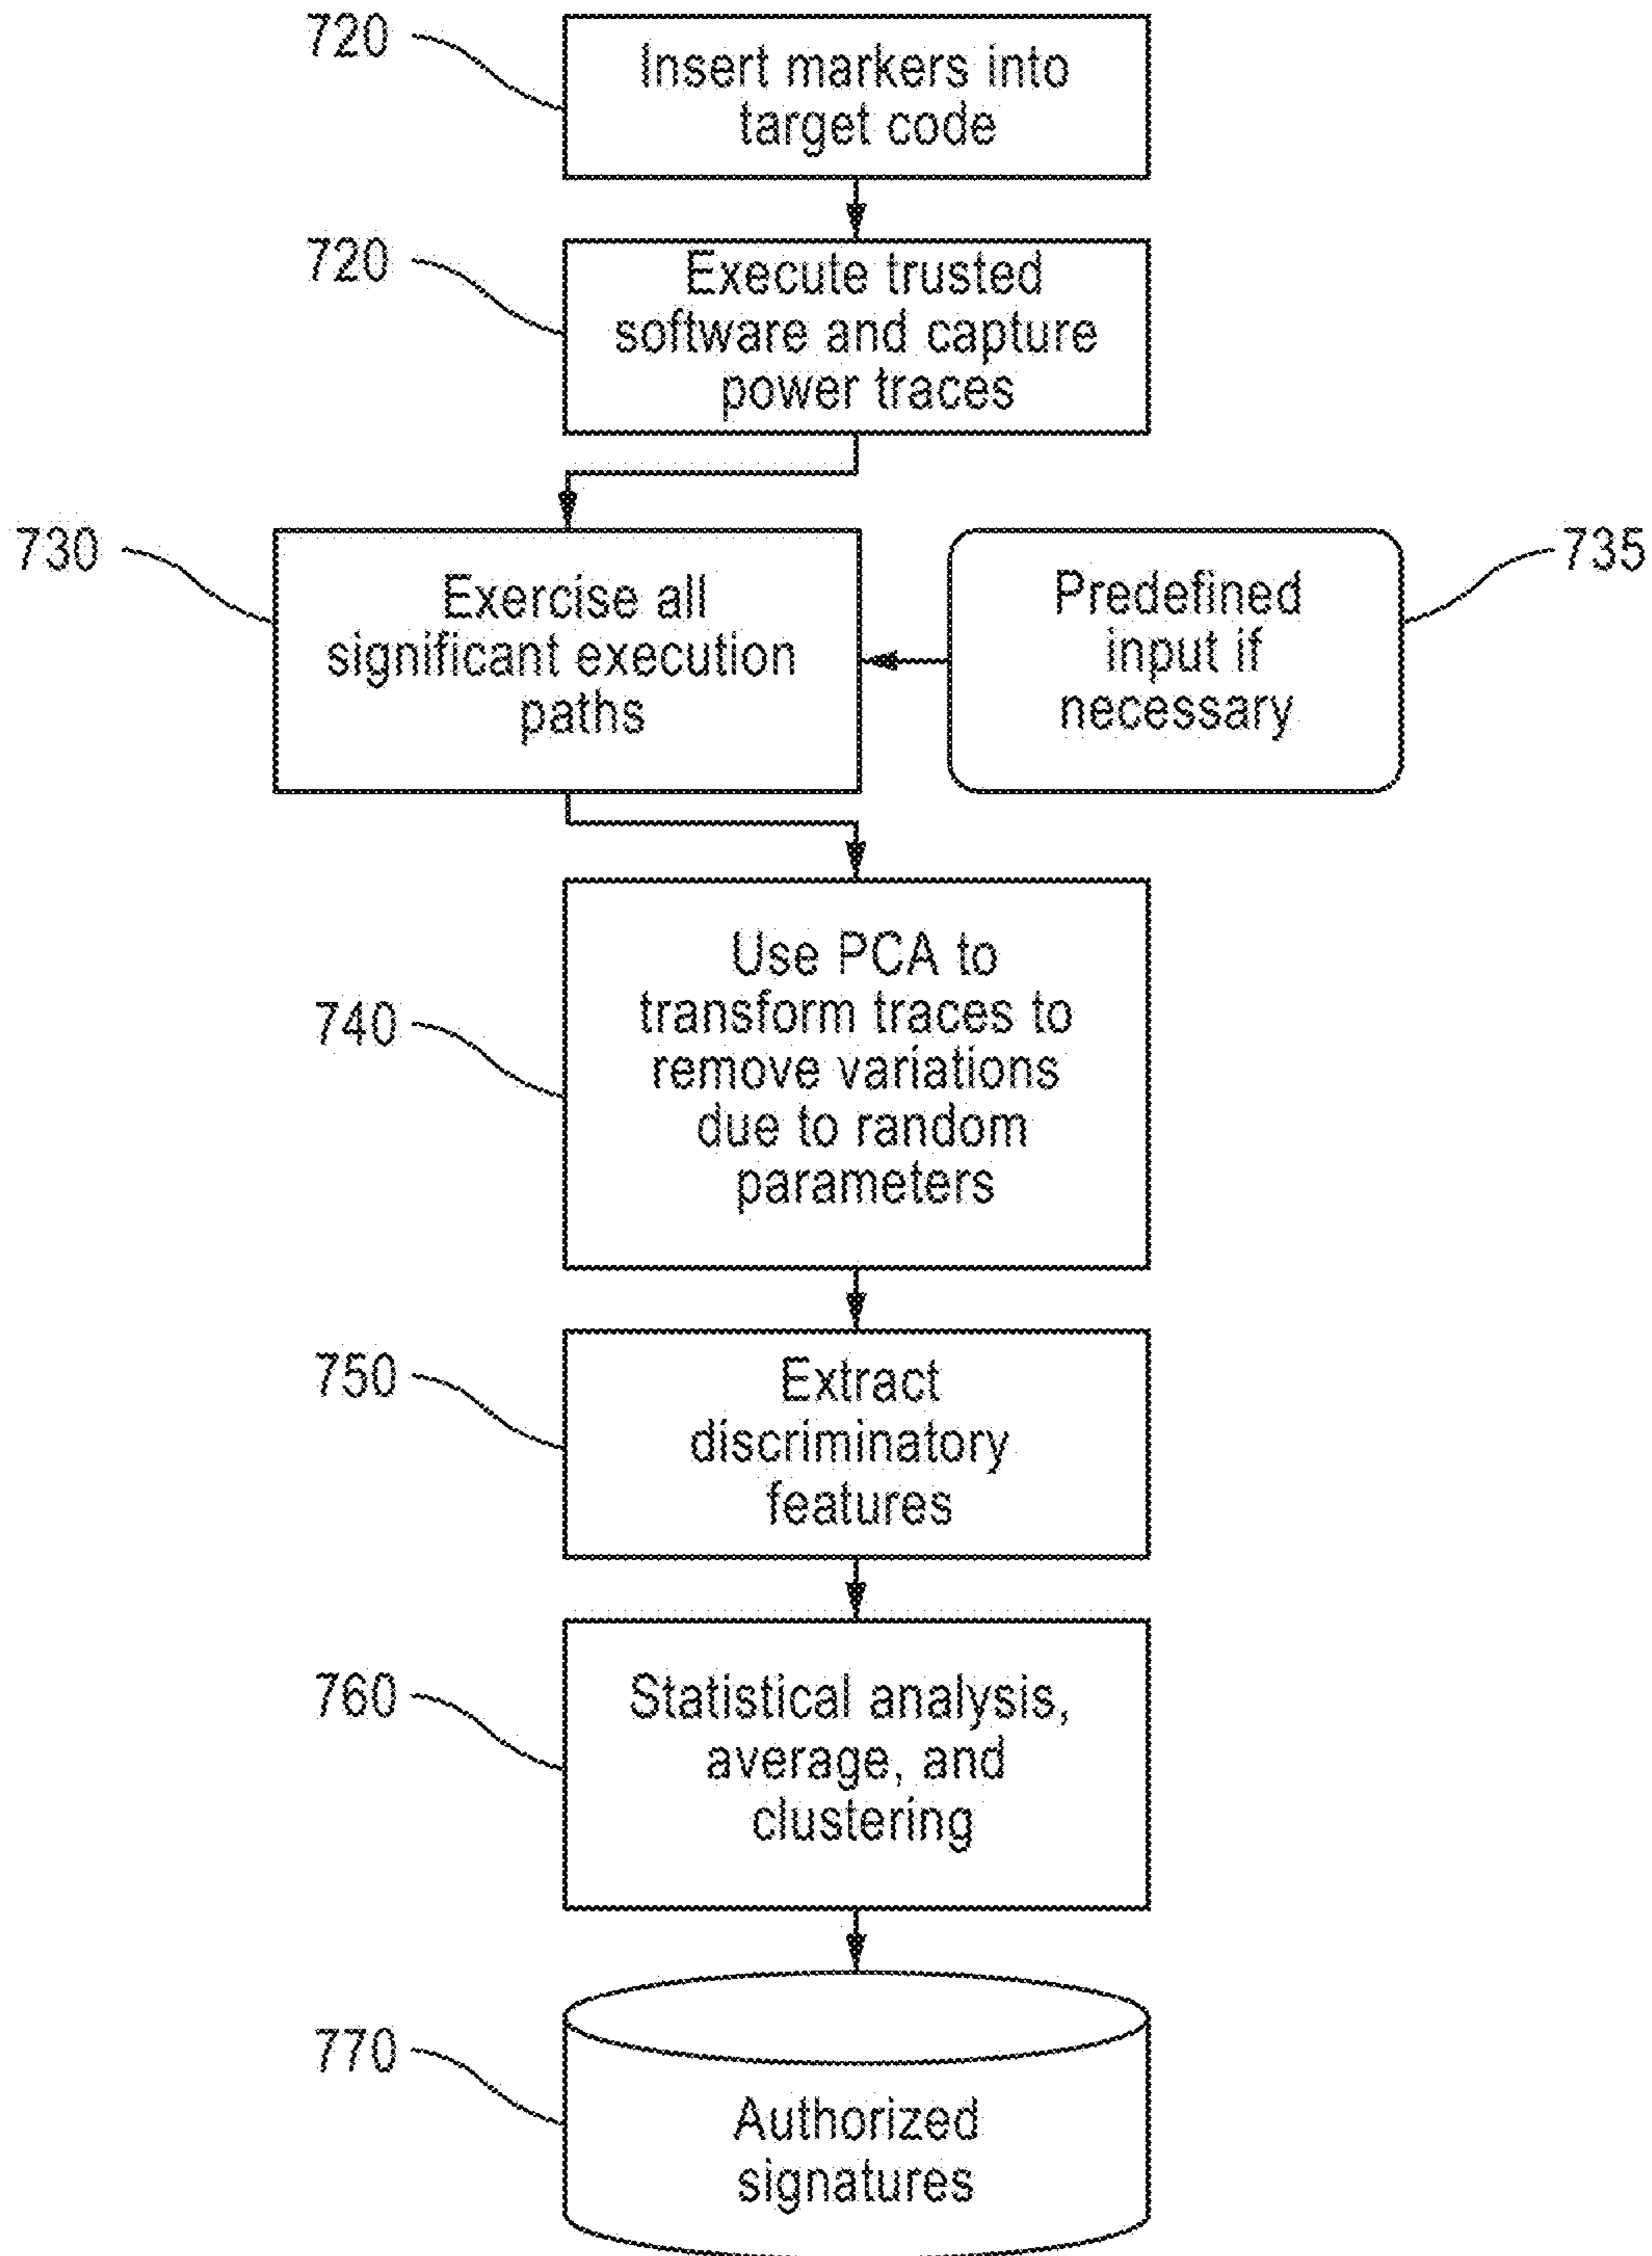 720
Insert markers into
target code
720
Execute trusted
software and capture
power traces
730
Exercise all
significant execution
paths
Predefined
input if
necessary
735
740
Use PCA to
transform traces to
remove variations
due to random
parameters
750
Extract
discriminatory
features
760
Statistical analysis,
average, and
clustering
770
Authorized
signatures